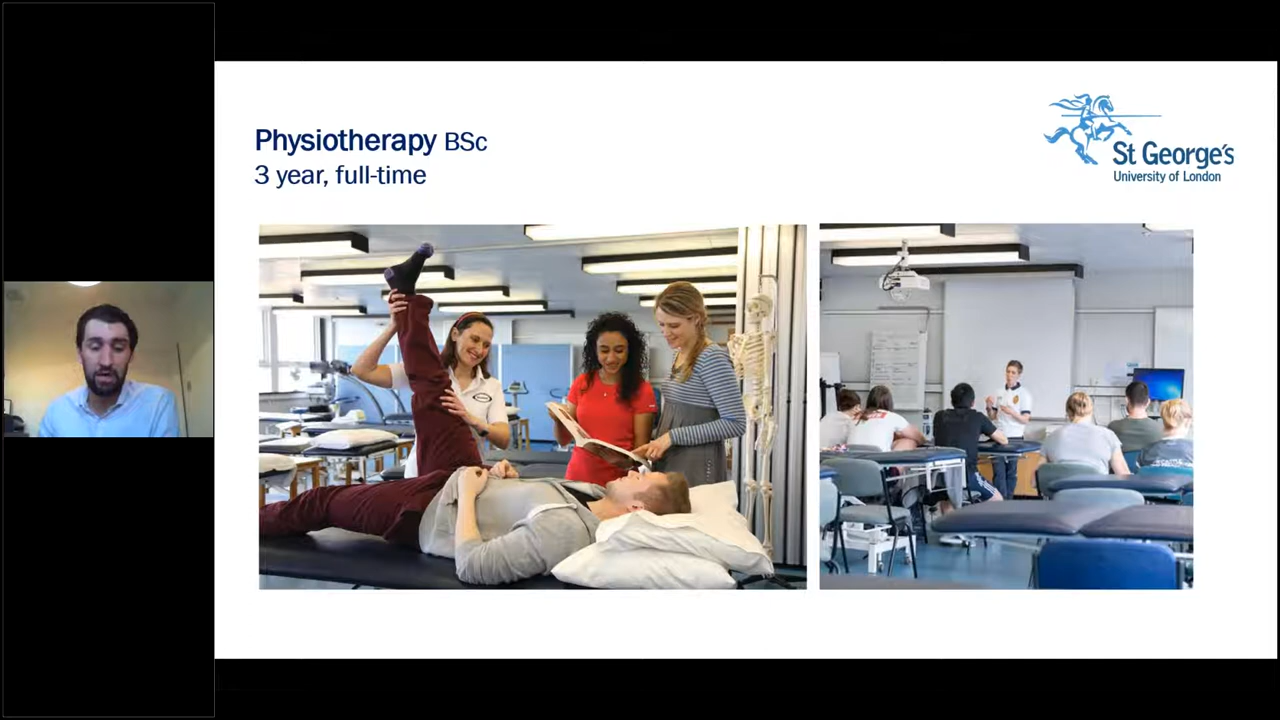 Physiotherapy BSc
3 year, full-time
St George's
University of London